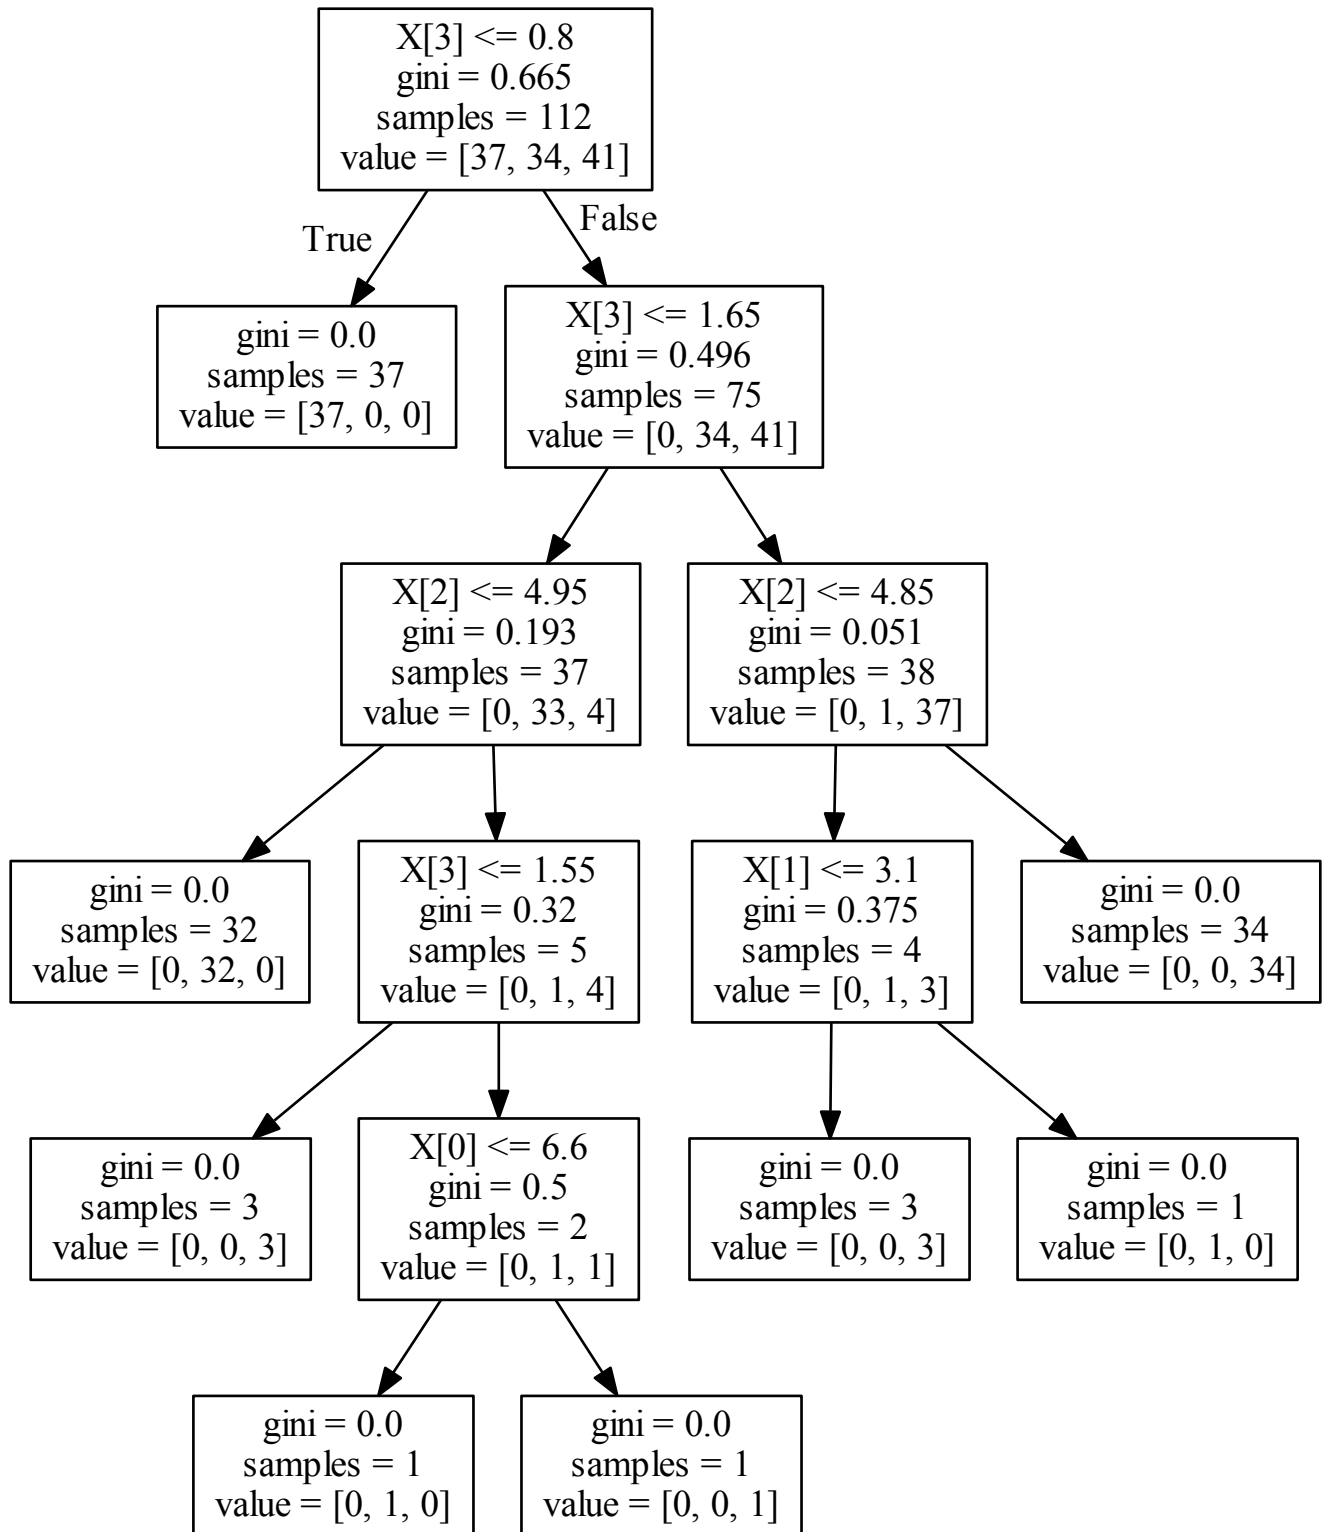 X[3] <= 0.8
gini = 0.665
samples = 112
value = [37, 34, 41]
True
False
gini = 0.0
samples = 37
value = [37, 0, 0]
X[3] <= 1.65
gini = 0.496
samples = 75
value = [0, 34, 41]
X[2] <= 4.95
gini = 0.193
samples = 37
value = [0, 33, 4]
X[2] <= 4.85
gini = 0.051
samples = 38
value = [0, 1, 37]
gini = 0.0
samples = 32
value = [0, 32, 0]
X[3] <= 1.55
gini = 0.32
samples = 5
value = [0, 1, 4]
X[1] <= 3.1
gini = 0.375
samples = 4
value = [0, 1, 3]
gini = 0.0
samples = 34
value = [0, 0, 34]
gini = 0.0
samples = 3
value = [0, 0, 3]
X[0] <= 6.6
gini = 0.5
samples = 2
value = [0, 1, 1]
gini = 0.0
samples = 3
value = [0, 0, 3]
gini = 0.0
samples = 1
value = [0, 1, 0]
gini = 0.0
samples = 1
value = [0, 1, 0]
gini = 0.0
samples = 1
value = [0, 0, 1]